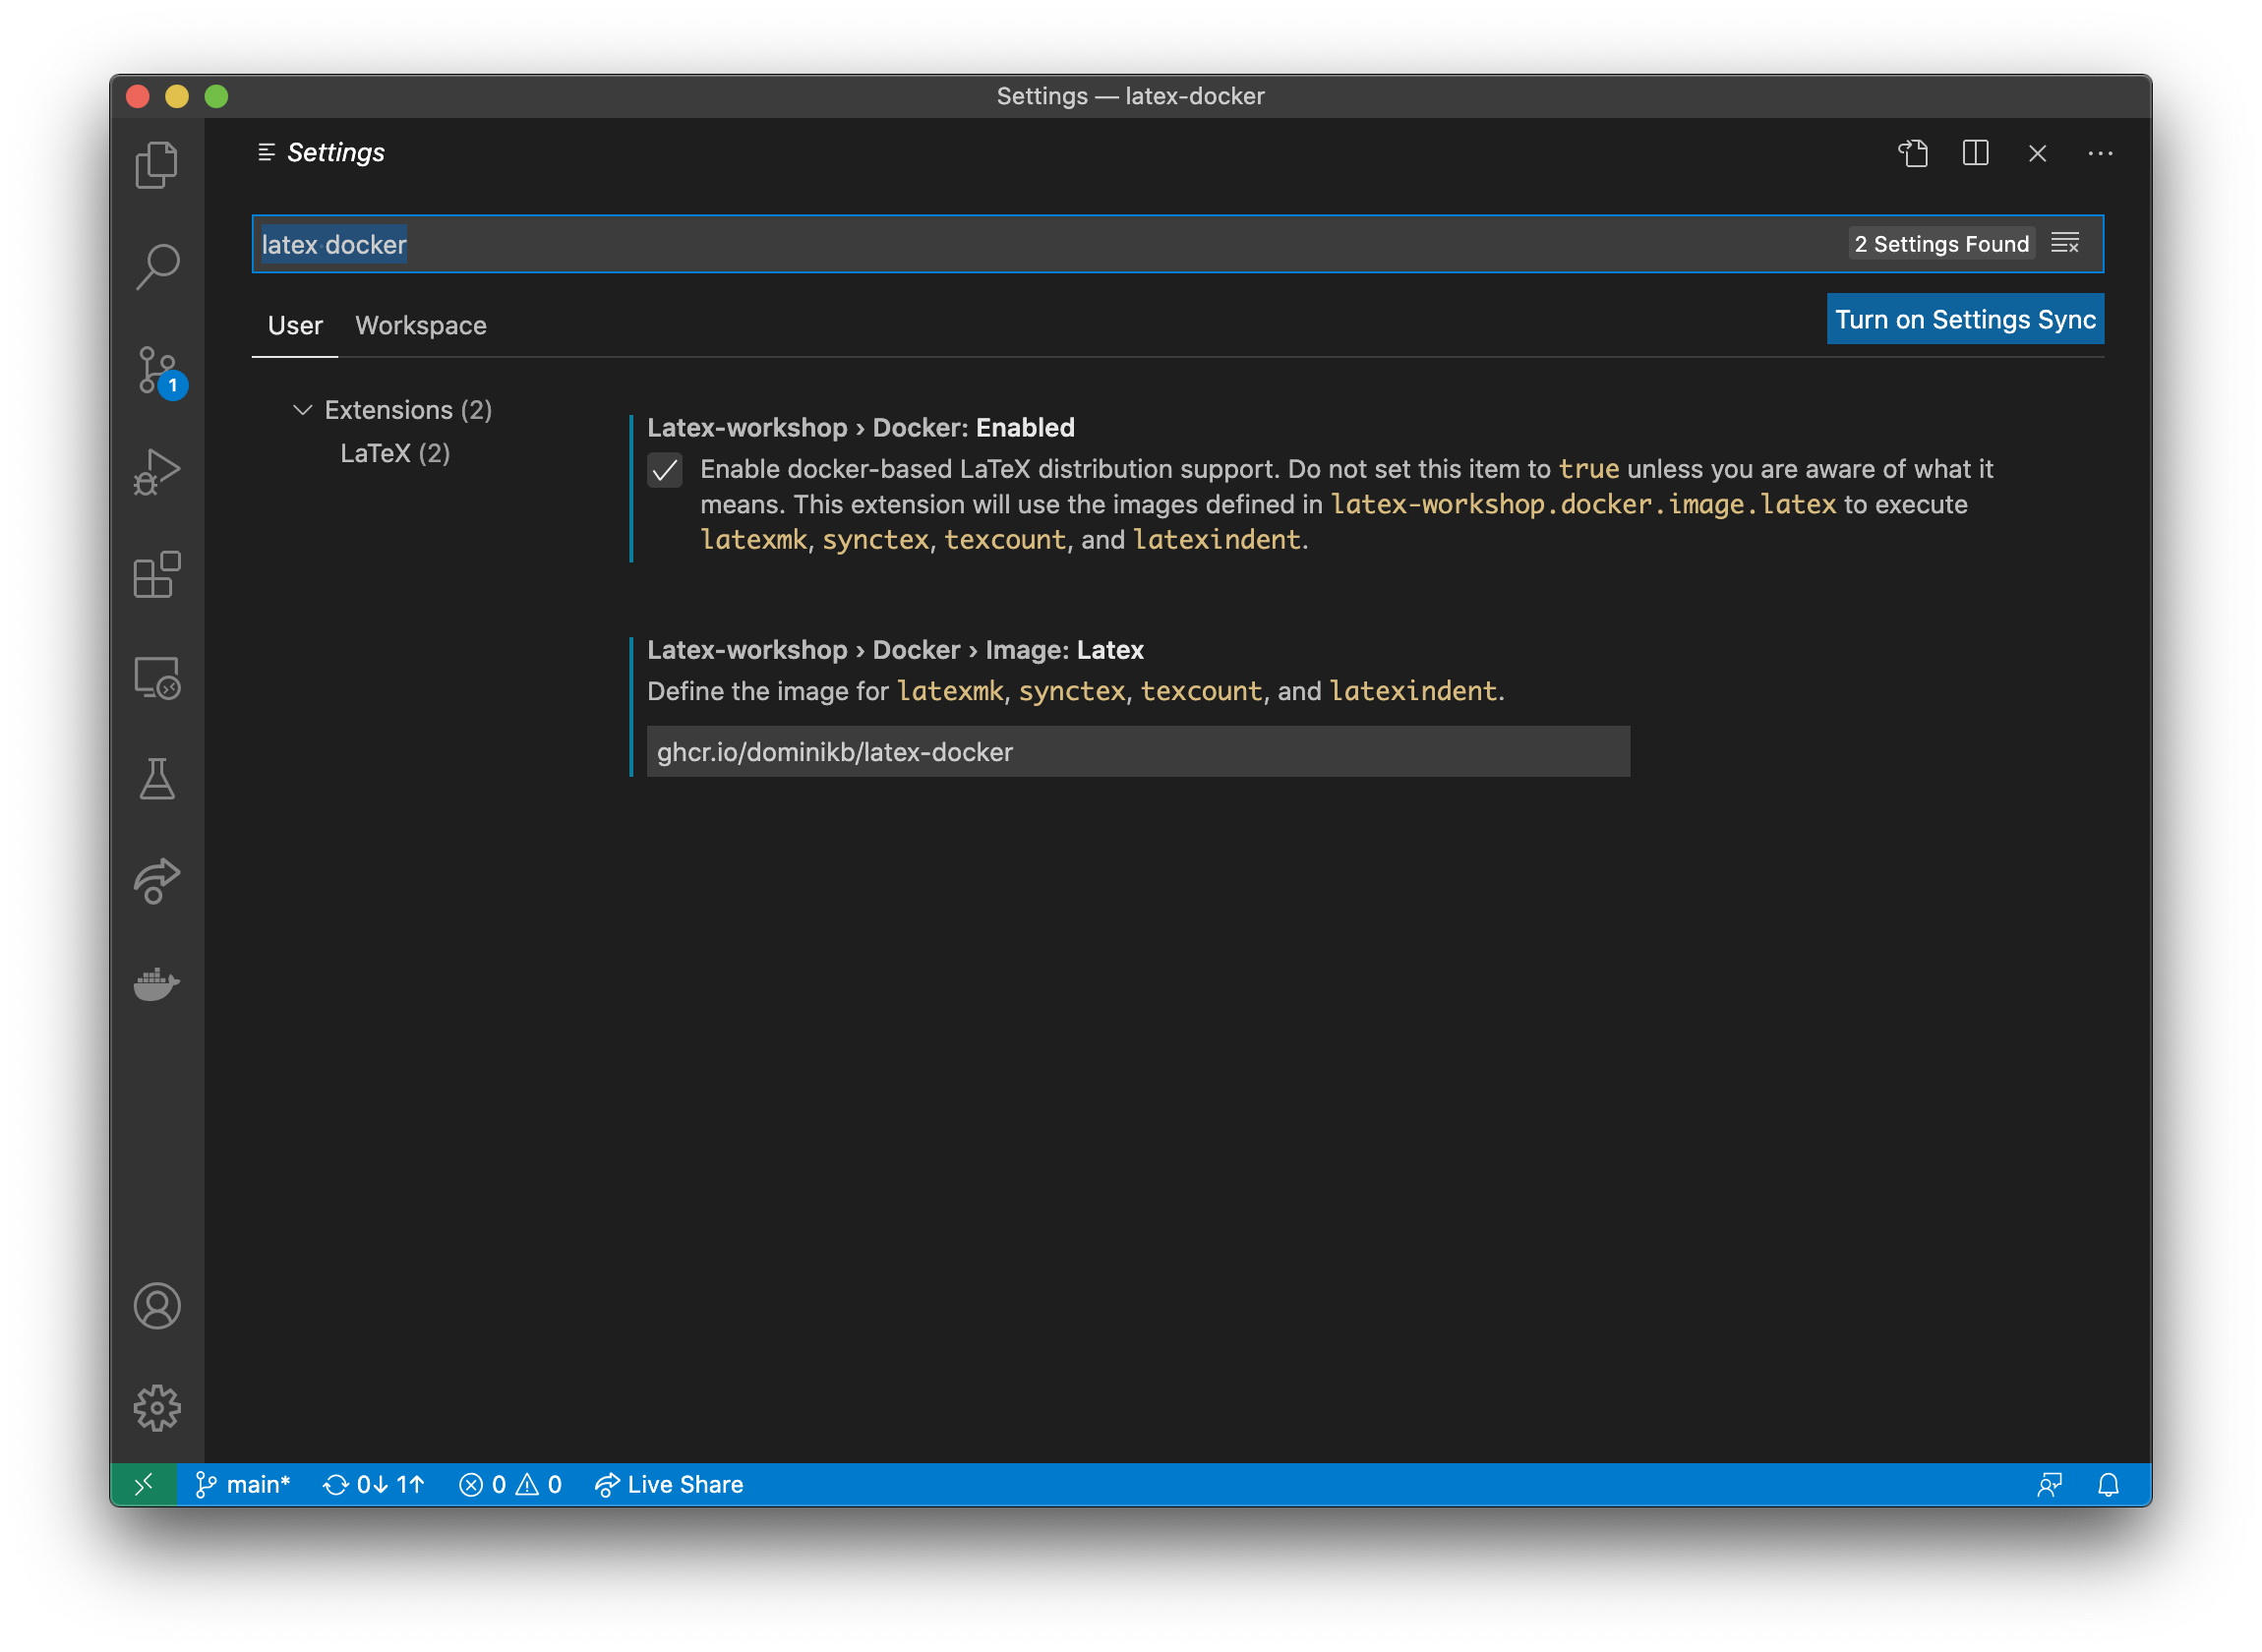 Settings — latex-docker
Settings
latex docker
2 Settings Found
User
Workspace
Turn on Settings Sync
Extensions (2)
LaTeX (2)
Latex-workshop › Docker: Enabled
Enable docker-based LaTeX distribution support. Do not set this item to true unless you are aware of what it
means. This extension will use the images defined in latex-workshop.docker.image.latex to execute
latexmk, synctex, texcount, and latexindent.
Latex-workshop › Docker › Image: Latex
Define the image for latexmk, synctex, texcount, and latexindent.
ghcr.io/dominikb/latex-docker
1
main* 0↓ 1↑ 0 0 Live Share